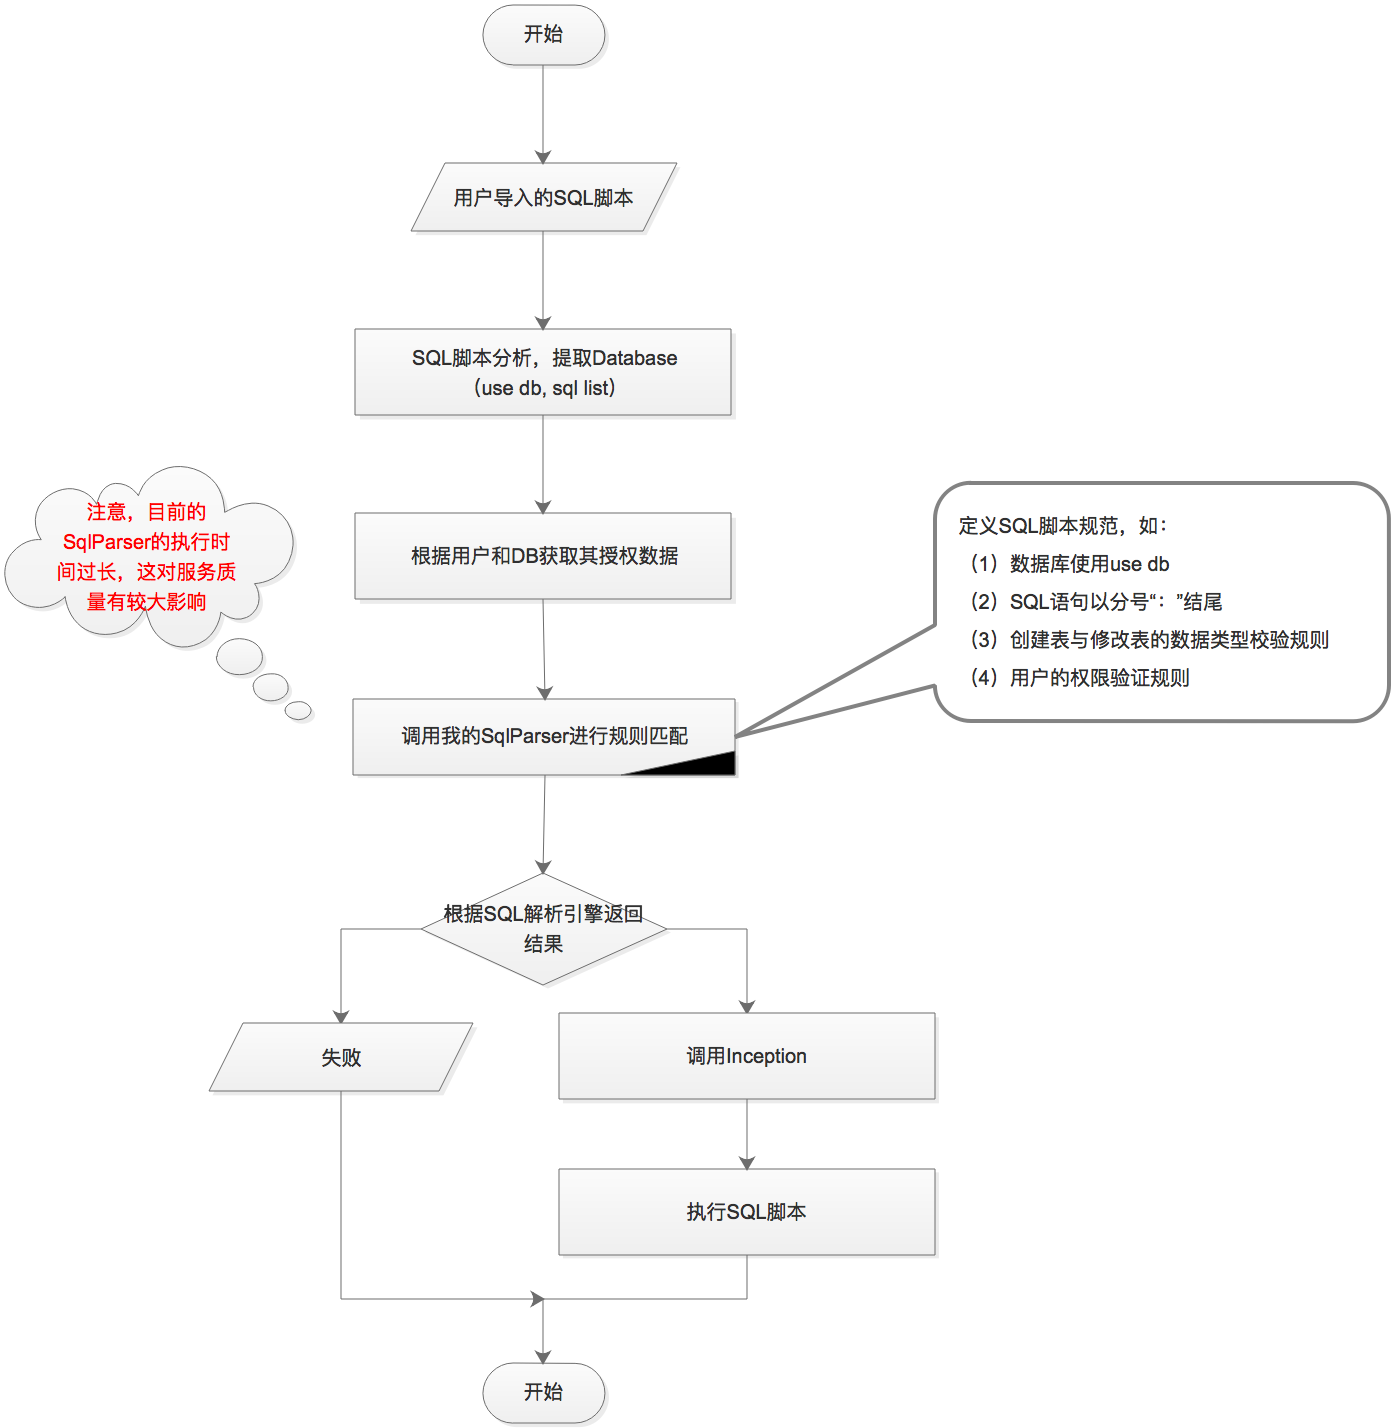 开始
用户导入的SQL脚本
SQL脚本分析，提取Database
（use db, sql list）
根据用户和DB获取其授权数据
注意，目前的
SqlParser的执行时
间过长，这对服务质
量有较大影响
定义SQL脚本规范，如：
（1）数据库使用use db
（2）SQL语句以分号“：”结尾
（3）创建表与修改表的数据类型校验规则
（4）用户的权限验证规则
调用我的SqlParser进行规则匹配
根据SQL解析引擎返回
结果
失败
调用Inception
执行SQL脚本
开始